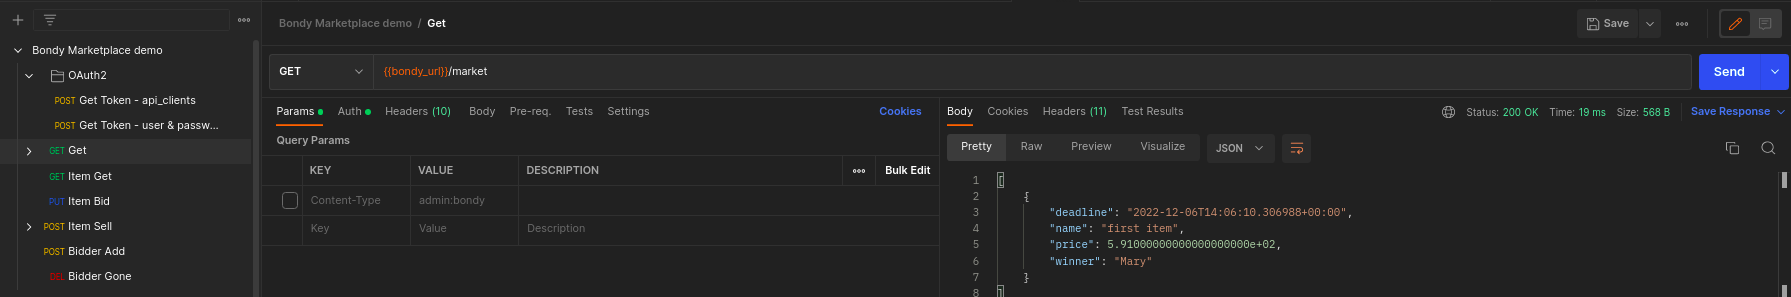 Bondy Marketplace demo
OAuth2
POST Get Token - api_clients
POST Get Token - user & passw...
GET Get
GET Item Get
PUT Item Bid
POST Item Sell
POST Bidder Add
DEL Bidder Gone
Bondy Marketplace demo / Get
Save
GET {{bondy_url}}/market
Send
Params Auth Headers (10) Body Pre-req. Tests Settings Cookies
Query Params
KEY VALUE DESCRIPTION Bulk Edit
Content-Type admin:bondy
Key Value Description
Body Cookies Headers (11) Test Results Status: 200 OK Time: 19 ms Size: 568 B Save Response
Pretty Raw Preview Visualize JSON
1 [
2 {
3 "deadline": "2022-12-06T14:06:10.306988+00:00",
4 "name": "first item",
5 "price": 5.91000000000000000000e+02,
6 "winner": "Mary"
7 }
8 ]